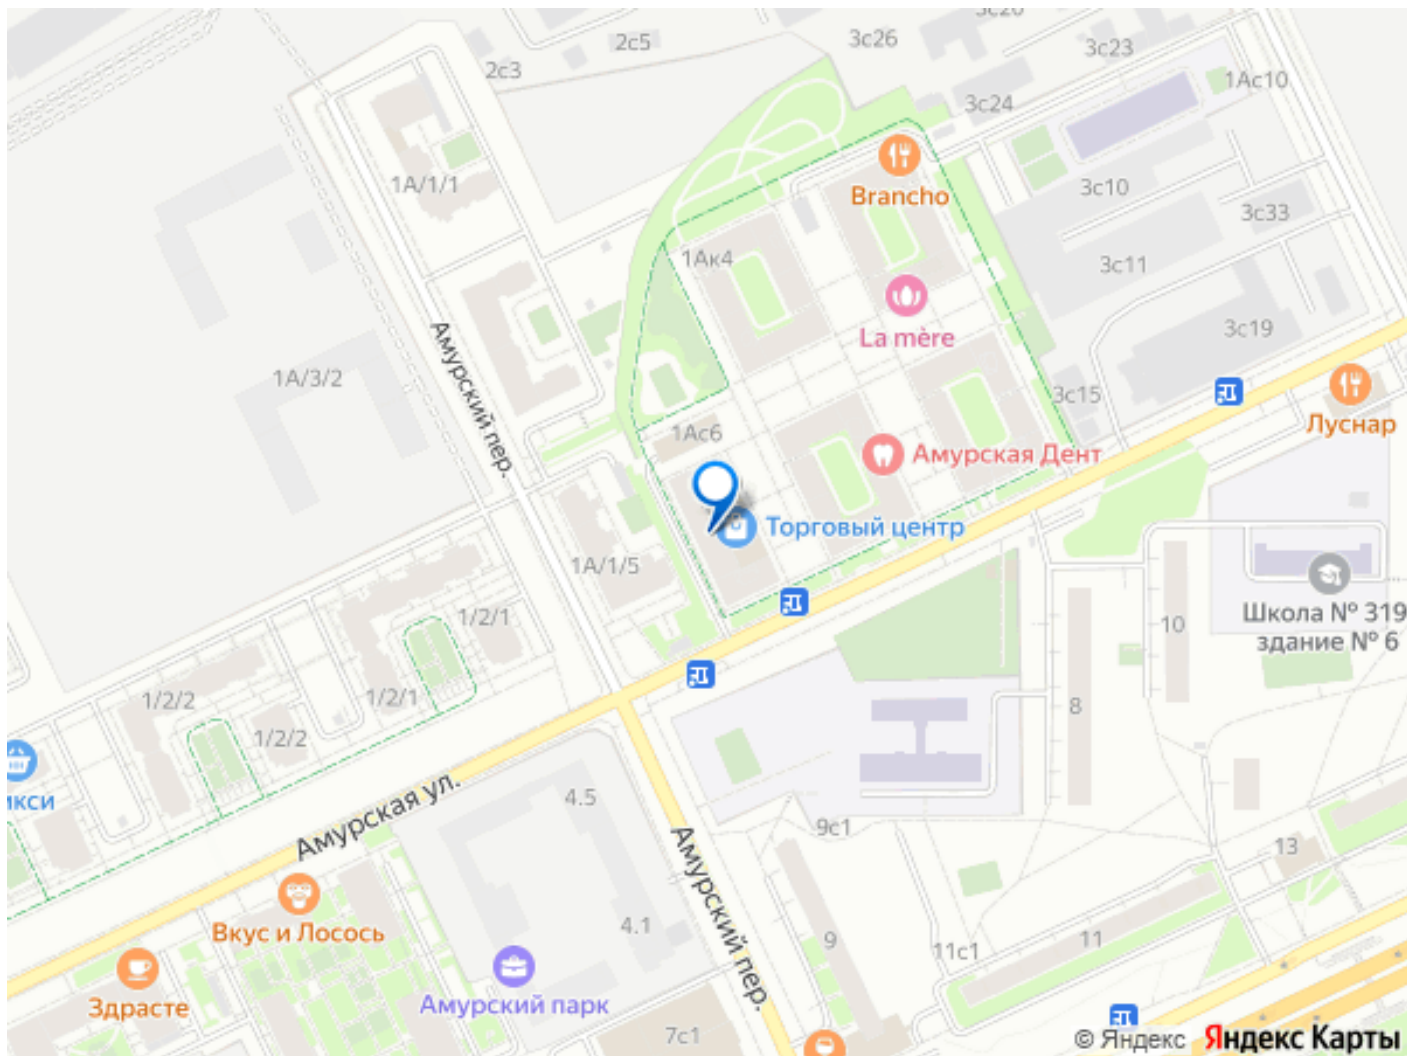 3с26
2с5
3с23
2с3
1Ас10
3с24
1А/1/1
3с10
Brancho
3с33
1Ак4
3с11
3с19
La mère
Амурский пер.
1А/3/2
3с15
Луснар
1Ас6
Амурская Дент
Торговый центр
1А/1/5
Школа № 319
здание № 6
1/2/1
10
1/2/2
1/2/1
8
1/2/2
икси
4.5
Амурская ул.
9с1
Амурский пер.
13
4.1
Вкус и Лосось
9
11с1
11
Здрасте
Амурский парк
7с1
© Яндекс Яндекс Карты